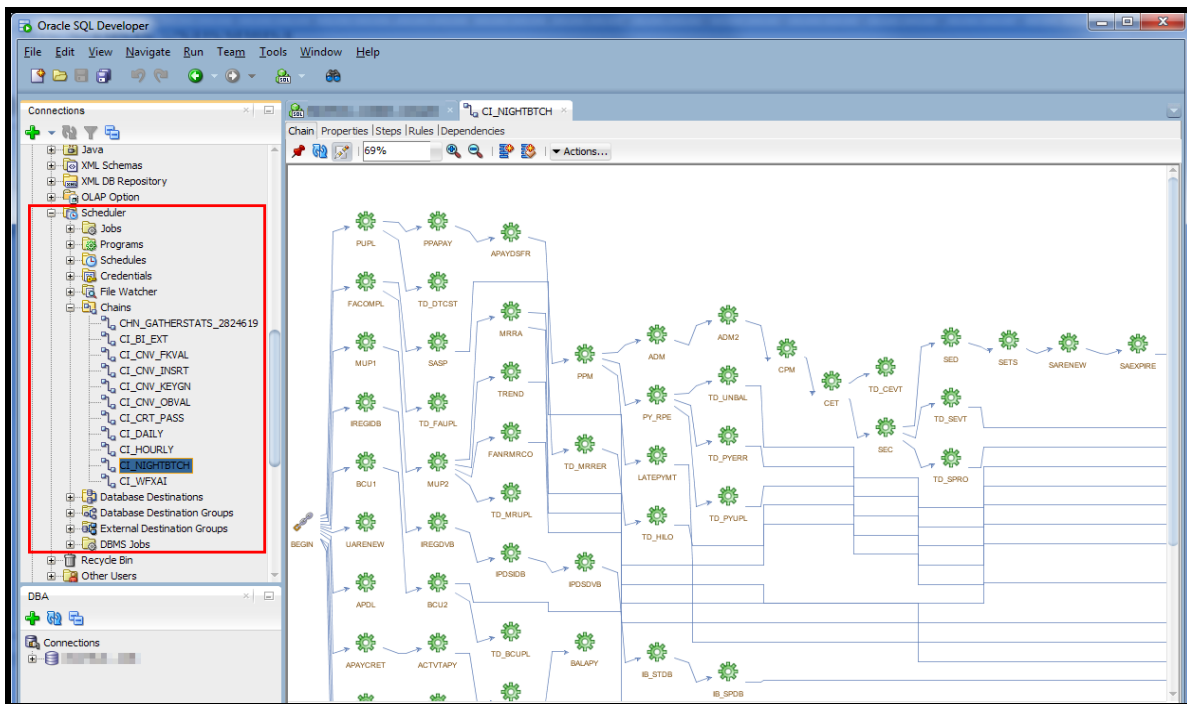 Oracle SQL Developer
File Edit View Navigate Run Team Tools Window Help
Connections
Java
XML Schemas
XML DB Repository
OLAP Option
Scheduler
Jobs
Programs
Schedules
Credentials
File Watcher
Chains
CHN_GATHERSTATS_2824619
CI_BI_EXT
CI_CNV_FKVAL
CI_CNV_INSRT
CI_CNV_KEYGN
CI_CNV_OBVAL
CI_CRT_PASS
CI_DAILY
CI_HOURLY
CI_NIGHTBTCH
CI_WFXAI
Database Destinations
Database Destination Groups
External Destination Groups
DBMS Jobs
Recycle Bin
Other Users
DBA
Connections
CI_NIGHTBTCH
Chain Properties Steps Rules Dependencies
69% Actions...
PUPL PPAPAY APAYDSFR
FACOMPL TD_DTCST MRRA ADM ADM2
MUP1 SASP PPM CPM SED SETS SARENEW SAEXPIRE
TREND PY_RPE TD_UNBAL CET TD_CEVT
IREGIDB TD_FAUPL FANRMRCO TD_SEVT
BCU1 MUP2 TD_MRRER LATEPYMT TD_PYERR SEC TD_SPRO
TD_MRUPL TD_HILO TD_PYUPL
BEGIN UARENEW IREGDVB
IPDSIDB IPDSDVB
APDL BCU2
APAYCRET ACTVTAPY TD_BCUPL BALAPY IB_STDB IB_SPDB